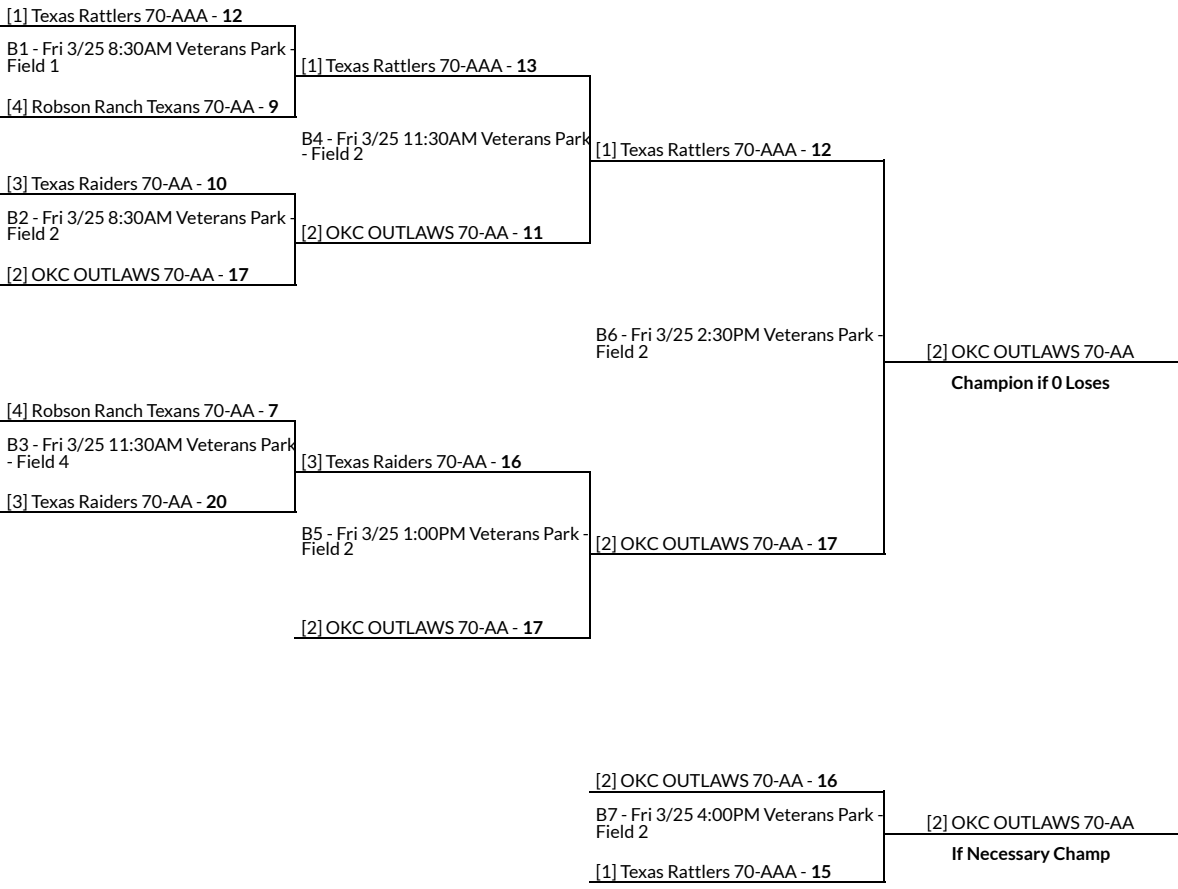 [1] Texas Rattlers 70-AAA - 12
B1 - Fri 3/25 8:30AM Veterans Park -
Field 1
[4] Robson Ranch Texans 70-AA - 9
[1] Texas Rattlers 70-AAA - 13
B4 - Fri 3/25 11:30AM Veterans Park
- Field 2
[3] Texas Raiders 70-AA - 10
B2 - Fri 3/25 8:30AM Veterans Park -
Field 2
[2] OKC OUTLAWS 70-AA - 17
[2] OKC OUTLAWS 70-AA - 11
[1] Texas Rattlers 70-AAA - 12
B6 - Fri 3/25 2:30PM Veterans Park -
Field 2
[2] OKC OUTLAWS 70-AA
Champion if 0 Loses
[4] Robson Ranch Texans 70-AA - 7
B3 - Fri 3/25 11:30AM Veterans Park
- Field 4
[3] Texas Raiders 70-AA - 20
[3] Texas Raiders 70-AA - 16
B5 - Fri 3/25 1:00PM Veterans Park -
Field 2
[2] OKC OUTLAWS 70-AA - 17
[2] OKC OUTLAWS 70-AA - 17
[2] OKC OUTLAWS 70-AA - 16
B7 - Fri 3/25 4:00PM Veterans Park -
Field 2
[1] Texas Rattlers 70-AAA - 15
[2] OKC OUTLAWS 70-AA
If Necessary Champ